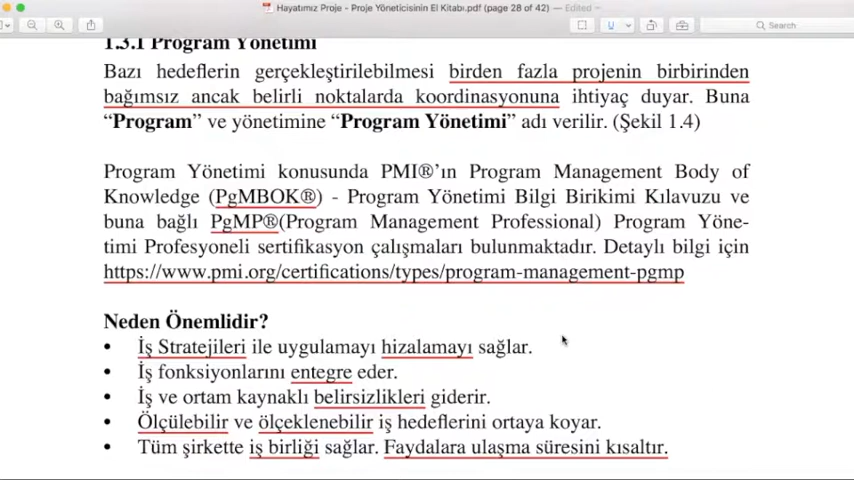 Hayatımız Proje - Proje Yöneticisinin El Kitabı.pdf (page 28 of 42) — Edited
Search
1.3.1 Program Yönetimi
Bazı hedeflerin gerçekleştirilebilmesi birden fazla projenin birbirinden
bağımsız ancak belirli noktalarda koordinasyonuna ihtiyaç duyar. Buna
“Program” ve yönetimine “Program Yönetimi” adı verilir. (Şekil 1.4)
Program Yönetimi konusunda PMI®’ın Program Management Body of
Knowledge (PgMBOK®) - Program Yönetimi Bilgi Birikimi Kılavuzu ve
buna bağlı PgMP®(Program Management Professional) Program Yöne-
timi Profesyoneli sertifikasyon çalışmaları bulunmaktadır. Detaylı bilgi için
https://www.pmi.org/certifications/types/program-management-pgmp
Neden Önemlidir?
• İş Stratejileri ile uygulamayı hizalamayı sağlar.
• İş fonksiyonlarını entegre eder.
• İş ve ortam kaynaklı belirsizlikleri giderir.
• Ölçülebilir ve ölçeklenebilir iş hedeflerini ortaya koyar.
• Tüm şirkette iş birliği sağlar. Faydalara ulaşma süresini kısaltır.